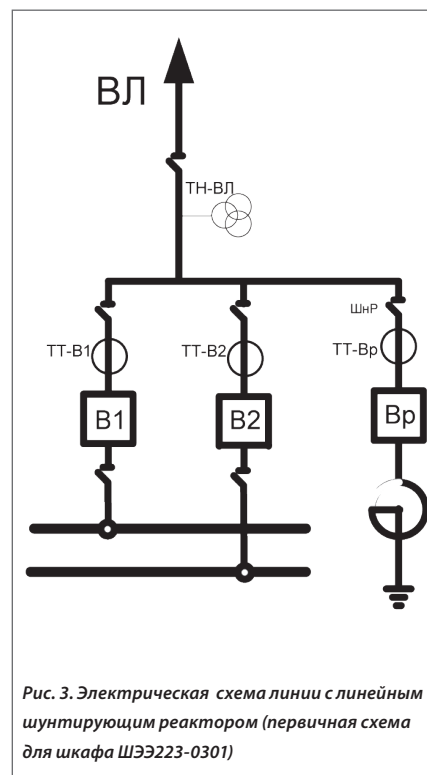 ВЛ
ТН-ВЛ
ШнР
ТТ-В1
ТТ-В2
ТТ-Вр
В1
В2
Вр
Рис. 3. Электрическая схема линии с линейным
шунтирующим реактором (первичная схема
для шкафа ШЭЭ223-0301)